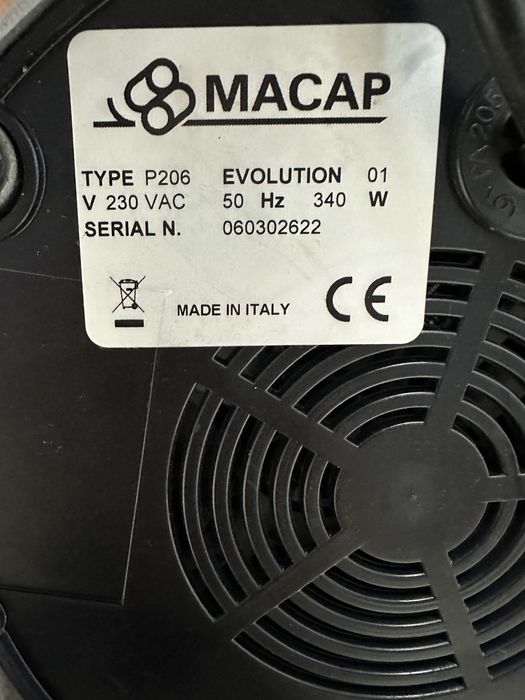 MACAP
TYPE P206 EVOLUTION 01
V 230 VAC 50 Hz 340 W
SERIAL N. 060302622
MADE IN ITALY CE